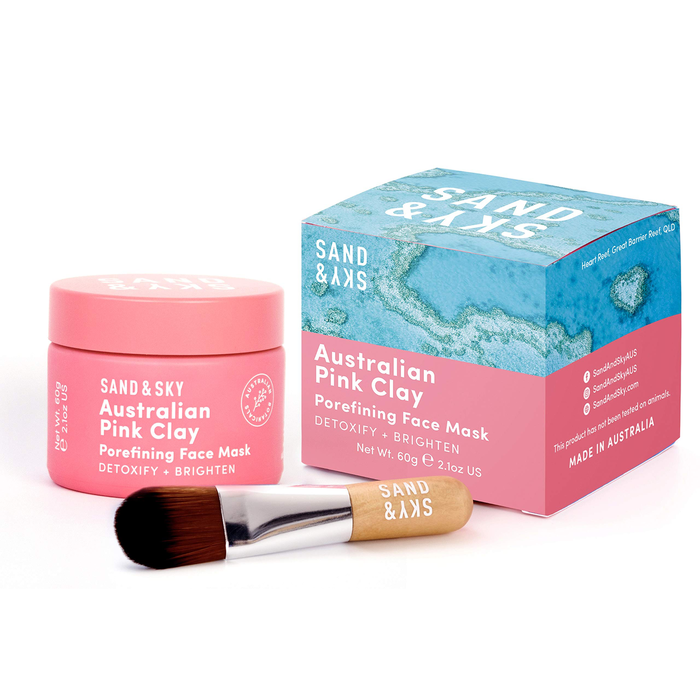 SAND
&SKY
SAND & SKY
Australian
Pink Clay
Porefining Face Mask
DETOXIFY + BRIGHTEN
Net Wt. 60g
℮ 2.1oz US
AUSTRALIAN BOTANICALS
SAND
&SKY
SAND
&SKY
Australian
Pink Clay
Porefining Face Mask
DETOXIFY + BRIGHTEN
Net Wt. 60g ℮ 2.1oz US
Heart Reef, Great Barrier Reef, QLD
SandAndSkyAUS
SandAndSkyAUS
SandAndSky.com
This product has not been tested on animals.
MADE IN AUSTRALIA
SAND
&SKY